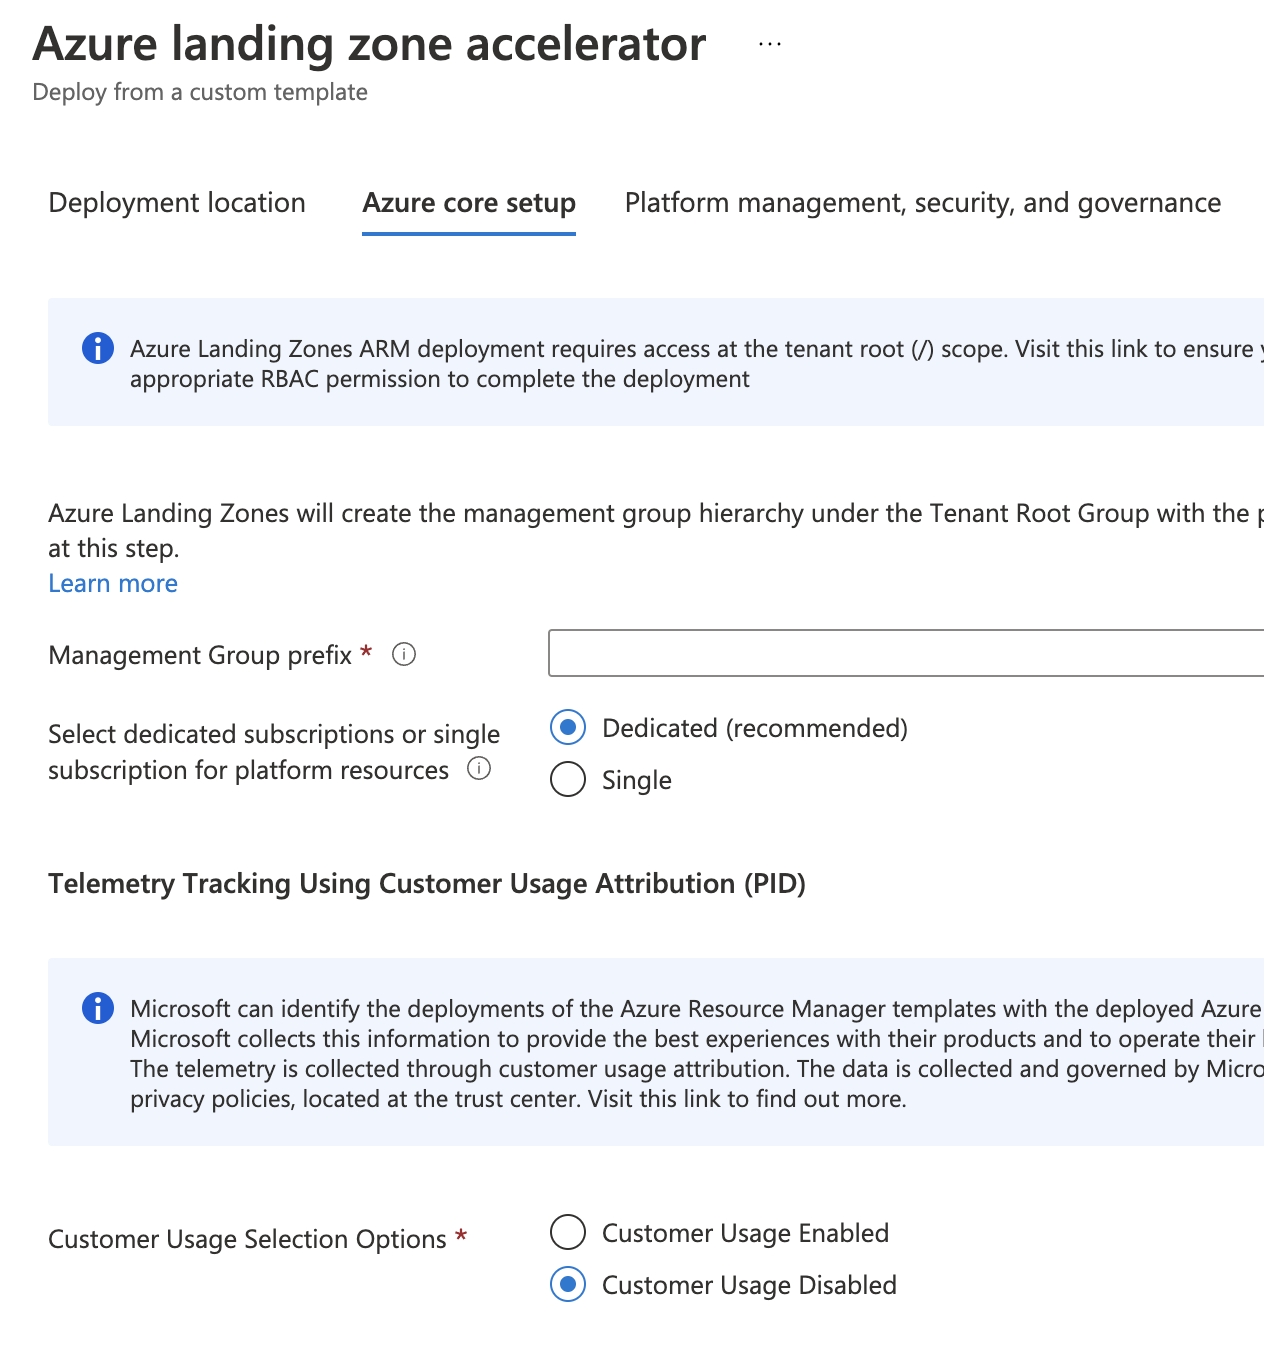 Azure landing zone accelerator ...
Deploy from a custom template
Deployment location Azure core setup Platform management, security, and governance
Azure Landing Zones ARM deployment requires access at the tenant root (/) scope. Visit this link to ensure
appropriate RBAC permission to complete the deployment
Azure Landing Zones will create the management group hierarchy under the Tenant Root Group with the
at this step.
Learn more
Management Group prefix *
Select dedicated subscriptions or single
subscription for platform resources
Dedicated (recommended)
Single
Telemetry Tracking Using Customer Usage Attribution (PID)
Microsoft can identify the deployments of the Azure Resource Manager templates with the deployed Azure
Microsoft collects this information to provide the best experiences with their products and to operate their
The telemetry is collected through customer usage attribution. The data is collected and governed by Micro
privacy policies, located at the trust center. Visit this link to find out more.
Customer Usage Selection Options *
Customer Usage Enabled
Customer Usage Disabled